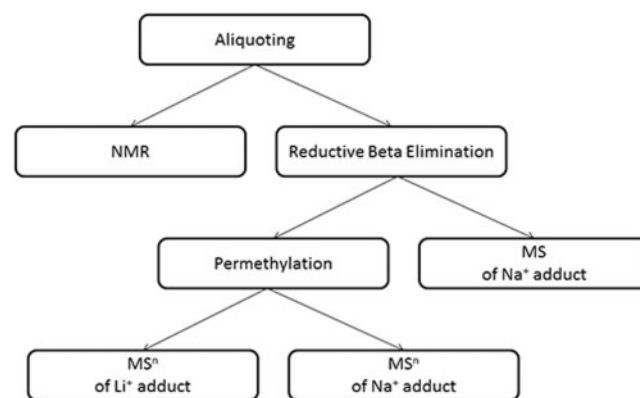 Aliquoting
NMR
Reductive Beta Elimination
Permethylation
MS
of Na⁺ adduct
MSⁿ
of Li⁺ adduct
MSⁿ
of Na⁺ adduct